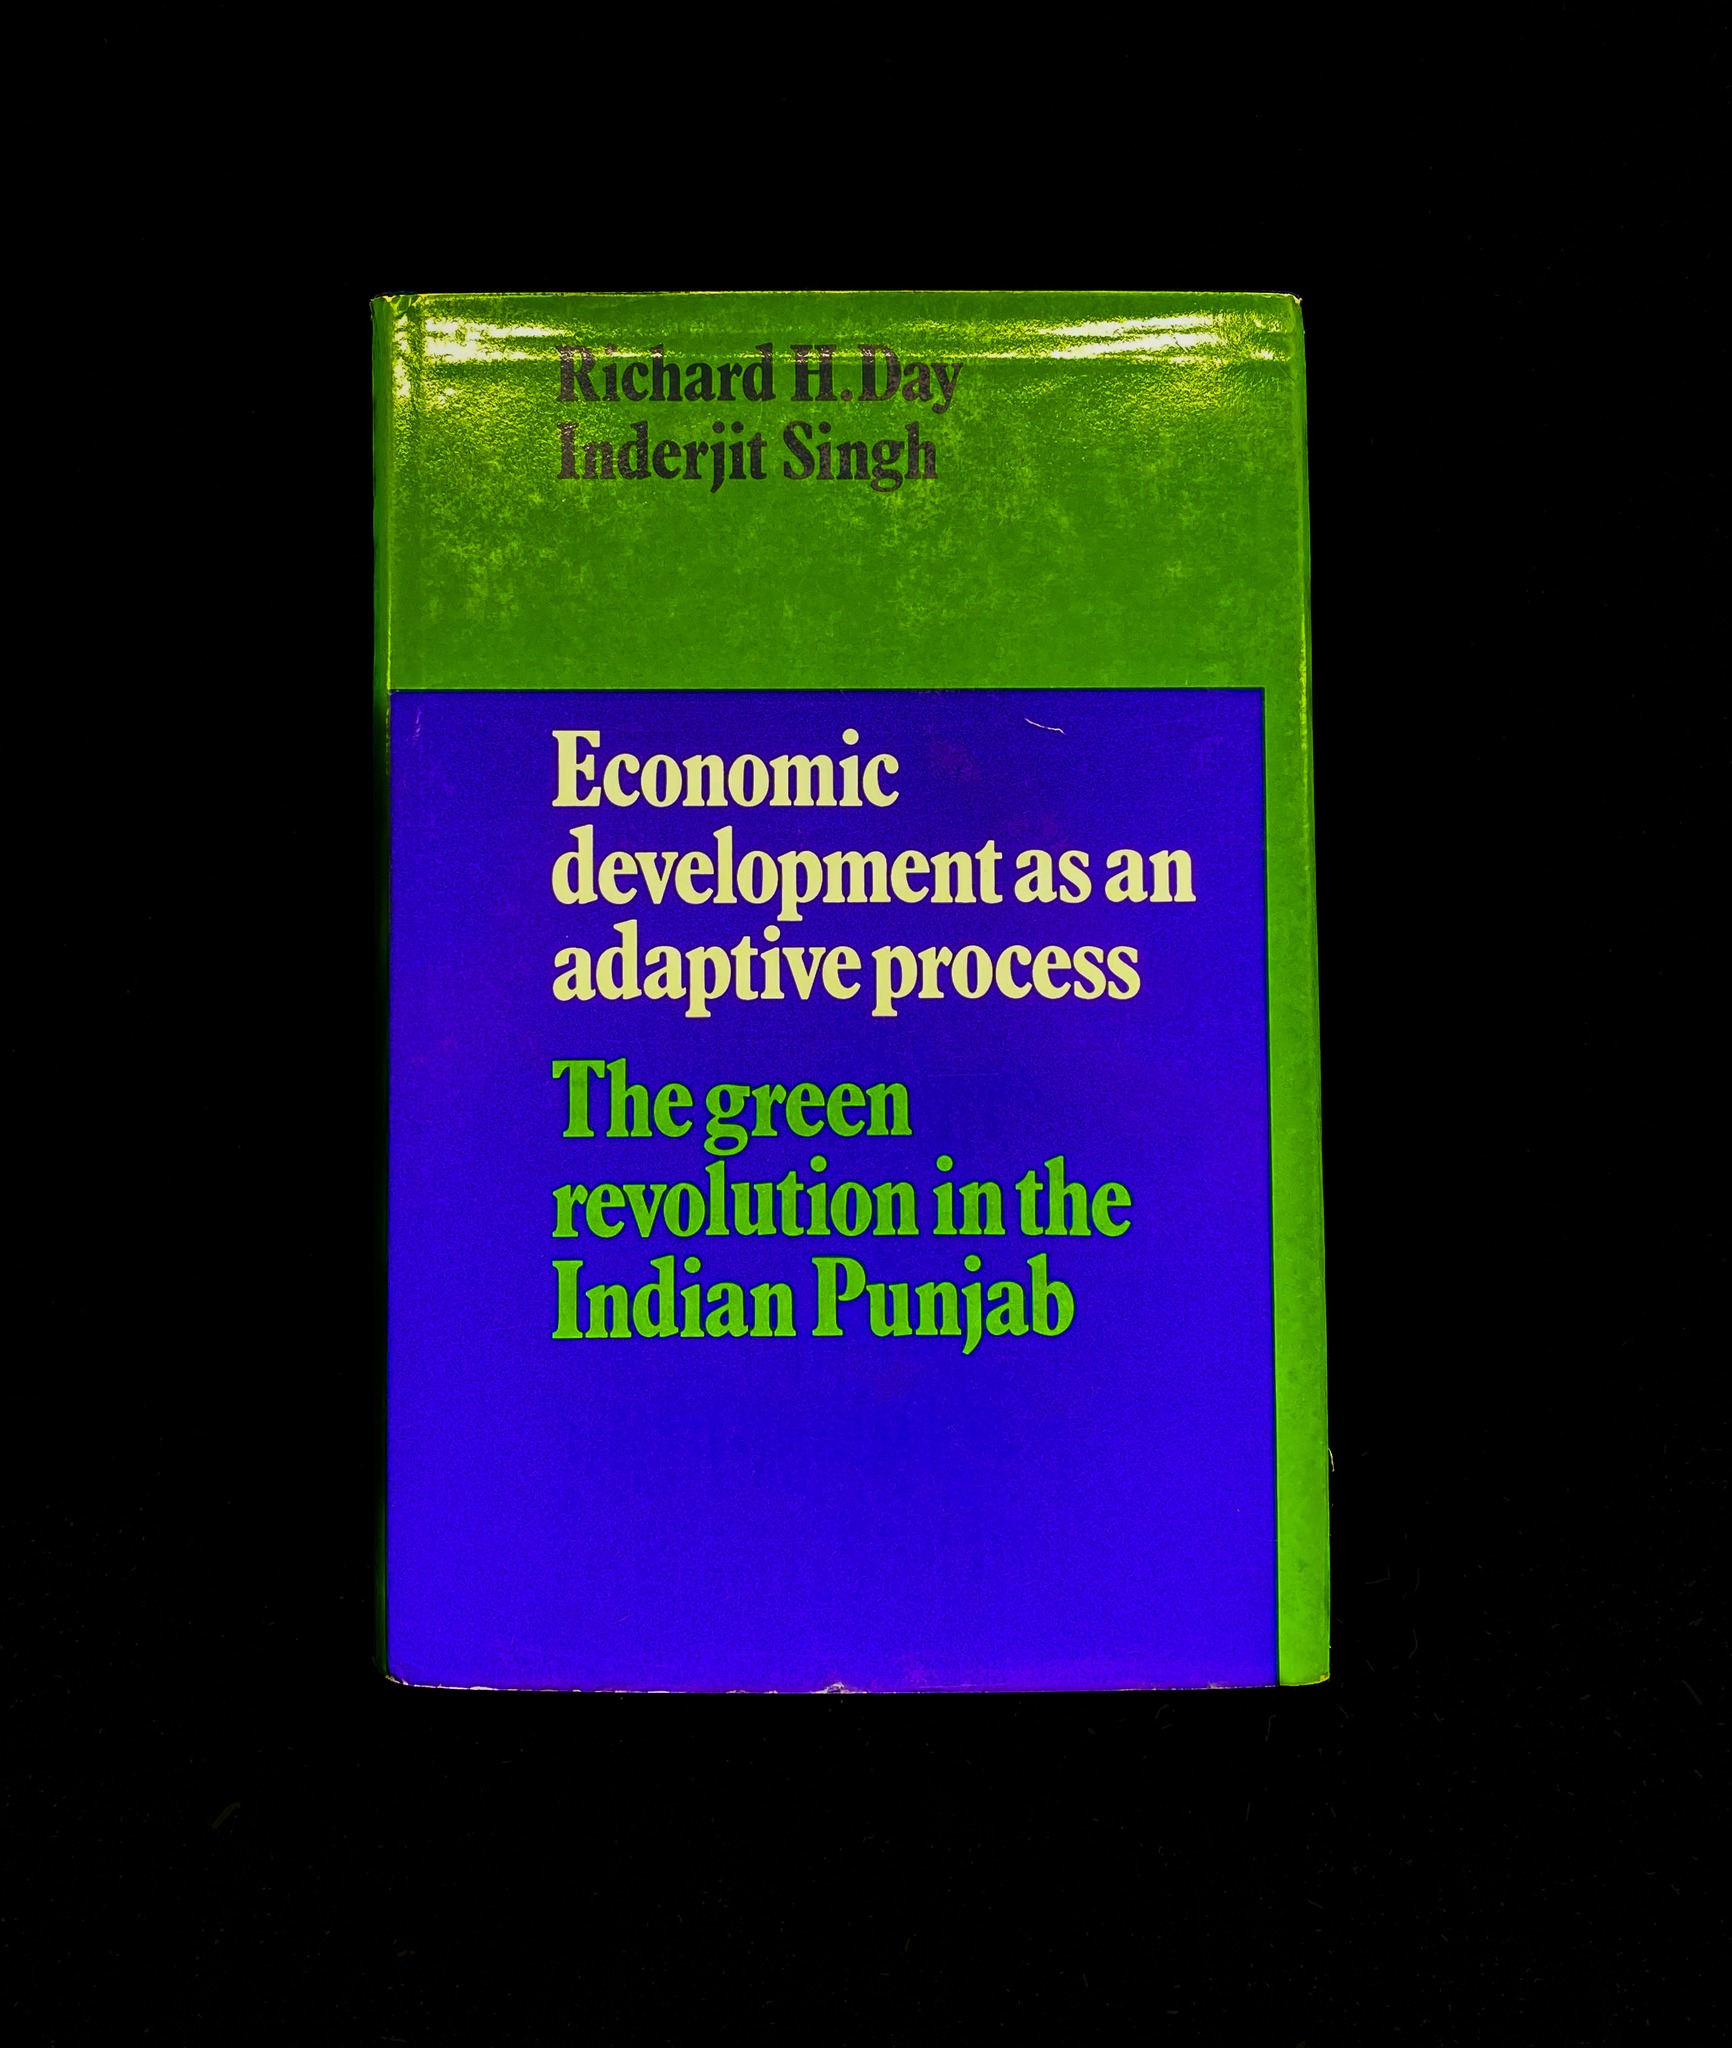 Richard H. Day
Inderjit Singh
Economic
development as an
adaptive process
The green
revolution in the
Indian Punjab